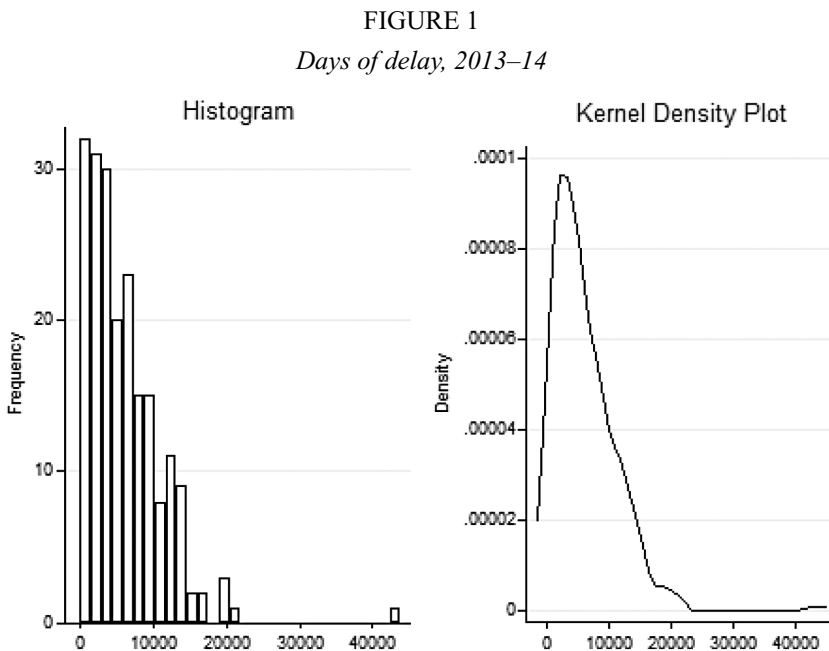 FIGURE 1
Days of delay, 2013–14
Histogram
30
20
10
0
Frequency
0 10000 20000 30000 40000
Kernel Density Plot
.0001
.00008
.00006
.00004
.00002
0
Density
0 10000 20000 30000 40000